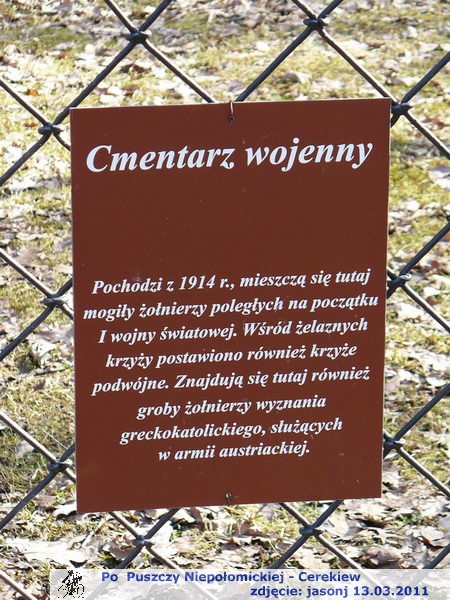 Cmentarz wojenny
Pochodzi z 1914 r., mieszczą się tutaj
mogiły żołnierzy poległych na początku
I wojny światowej. Wśród żelaznych
krzyży postawiono również krzyże
podwójne. Znajdują się tutaj również
groby żołnierzy wyznania
greckokatolickiego, służących
w armii austriackiej.
Po Puszczy Niepołomickiej - Cerekiew
zdjęcie: jasonj 13.03.2011